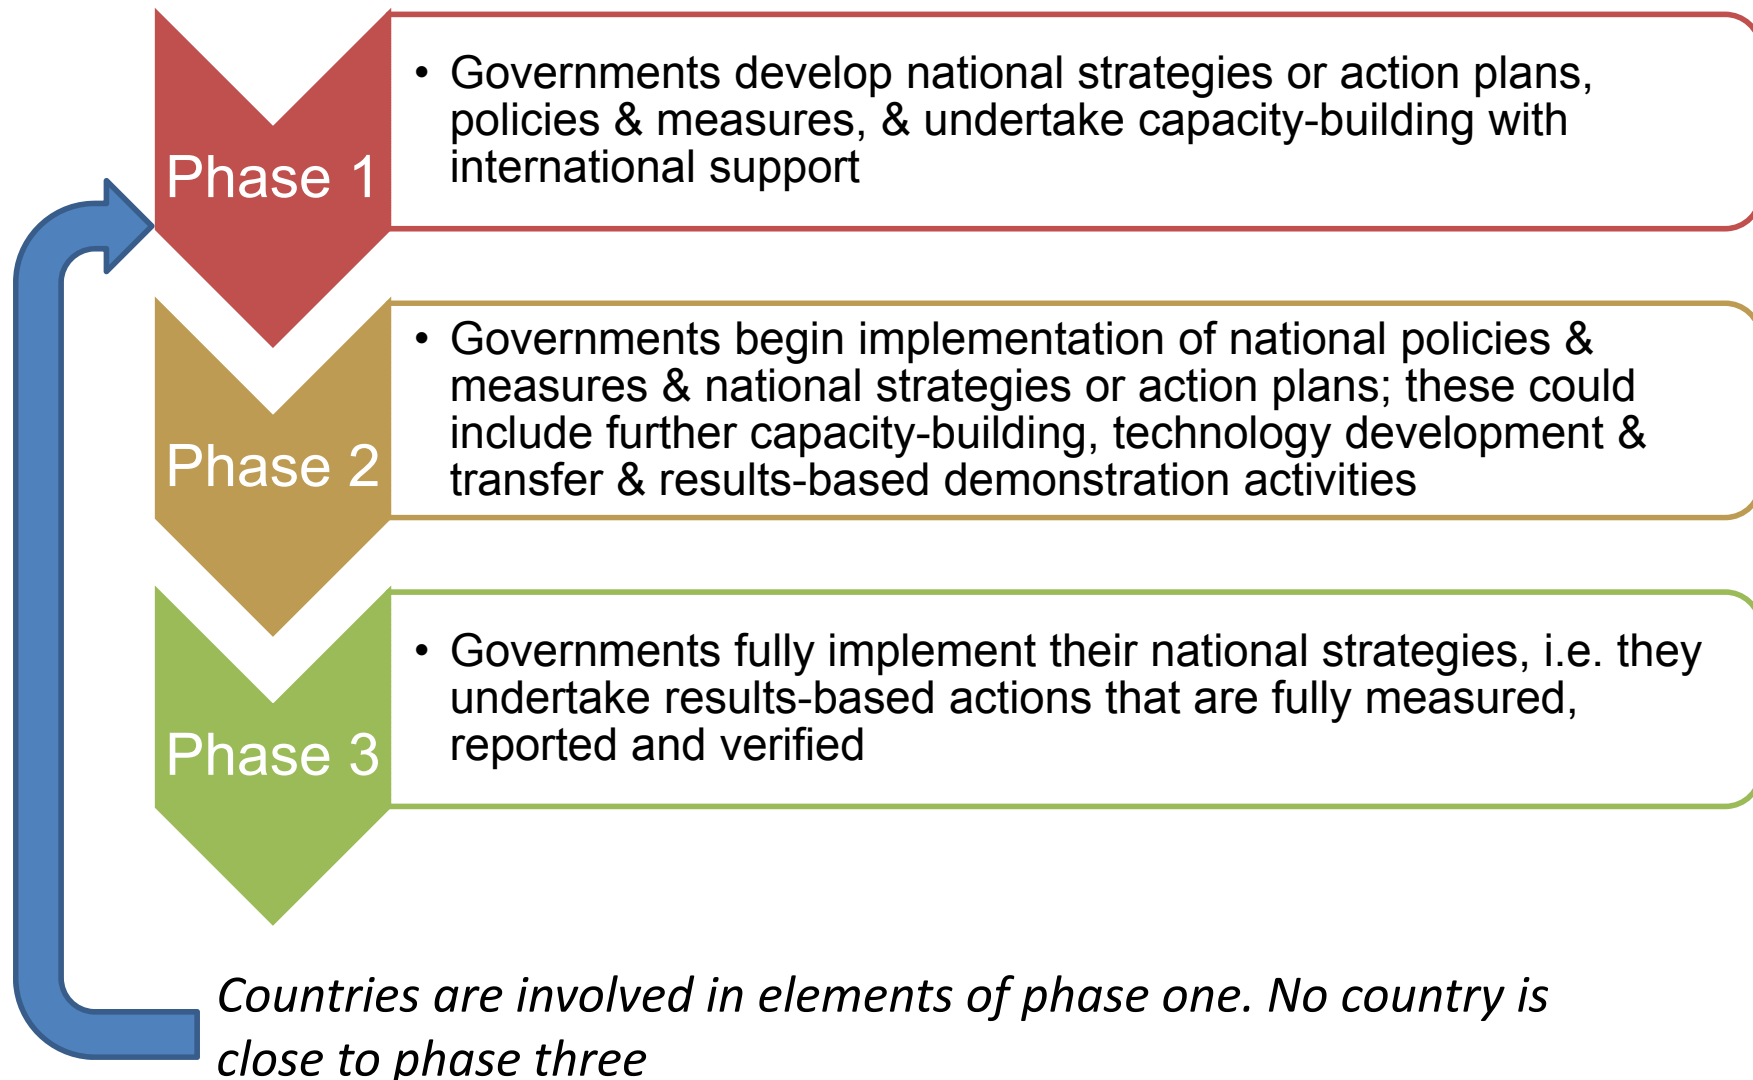 Phase 1
• Governments develop national strategies or action plans,
policies & measures, & undertake capacity-building with
international support
Phase 2
• Governments begin implementation of national policies &
measures & national strategies or action plans; these could
include further capacity-building, technology development &
transfer & results-based demonstration activities
Phase 3
• Governments fully implement their national strategies, i.e. they
undertake results-based actions that are fully measured,
reported and verified
Countries are involved in elements of phase one. No country is
close to phase three